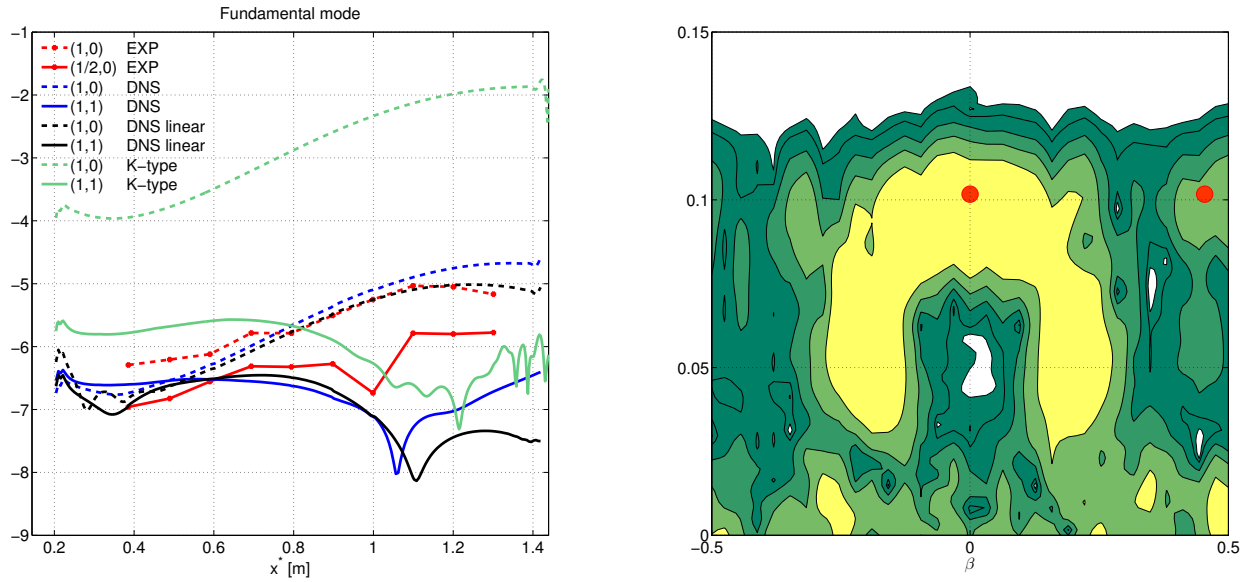 Fundamental mode
−1
−2
−3
−4
−5
−6
−7
−8
−9
(1,0) EXP
(1/2,0) EXP
(1,0) DNS
(1,1) DNS
(1,0) DNS linear
(1,1) DNS linear
(1,0) K−type
(1,1) K−type
0.2 0.4 0.6 0.8 1 1.2 1.4
x* [m]
0.15
0.1
0.05
0
−0.5 0 0.5
β